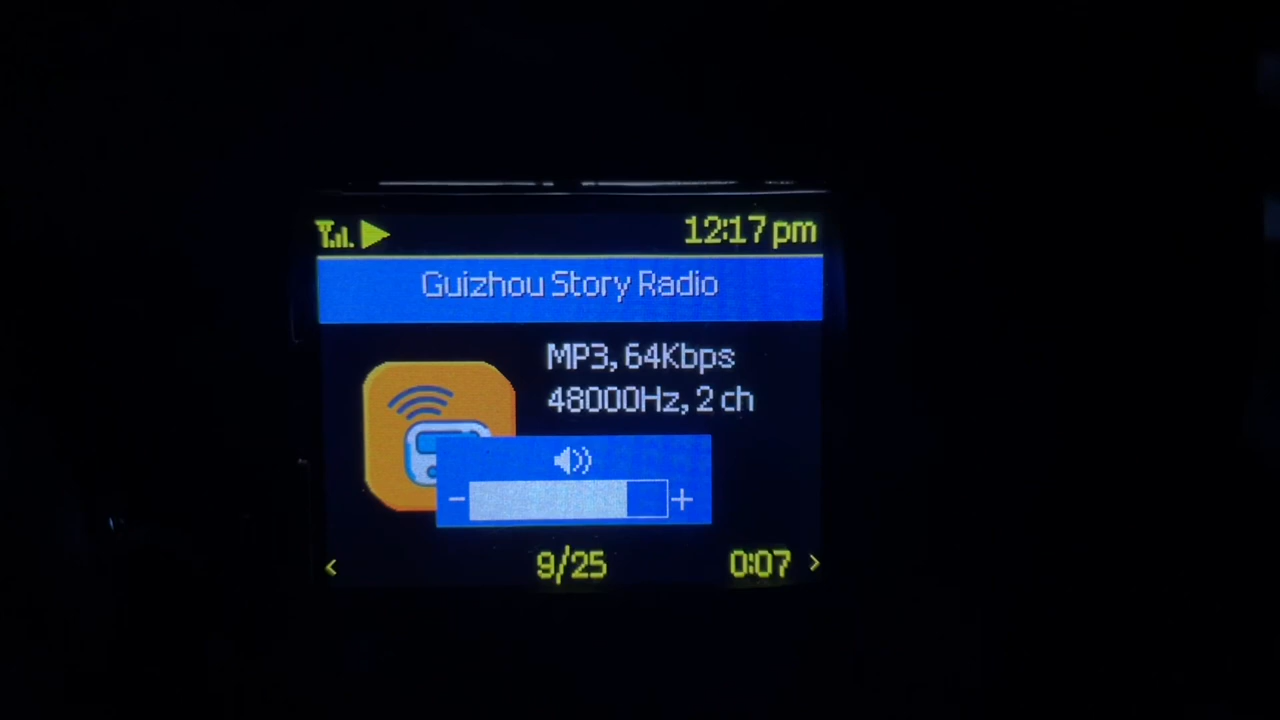 12:17 pm
Guizhou Story Radio
MP3, 64Kbps
48000Hz, 2 ch
- +
< 9/25 0:07 >